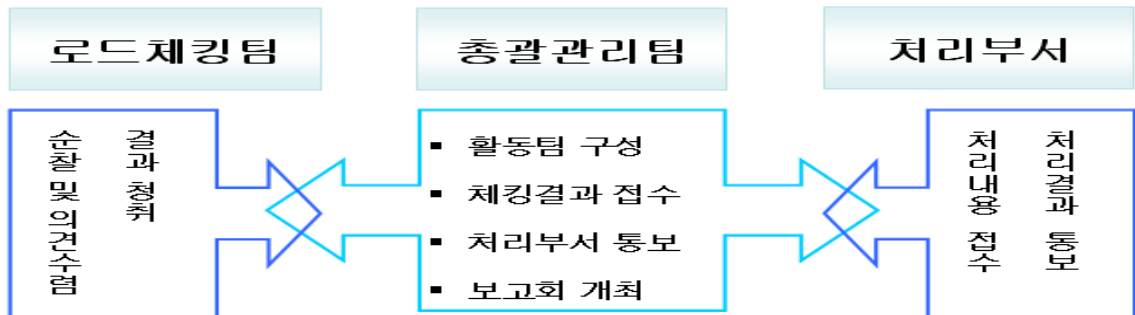 로드체킹팀
총괄관리팀
처리부서
순찰 및 의견수렴
결과 청취
▪ 활동팀 구성
▪ 체킹결과 접수
▪ 처리부서 통보
▪ 보고회 개최
처리내용 접수
처리결과 통보